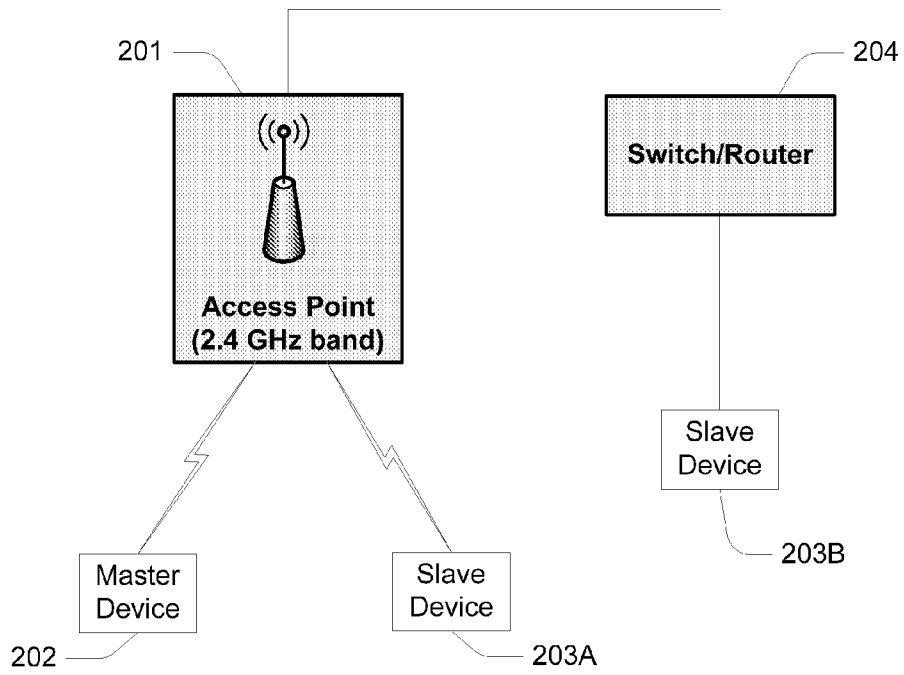 201
204
Switch/Router
Access Point
(2.4 GHz band)
Slave
Device
203B
Master
Device
Slave
Device
202
203A